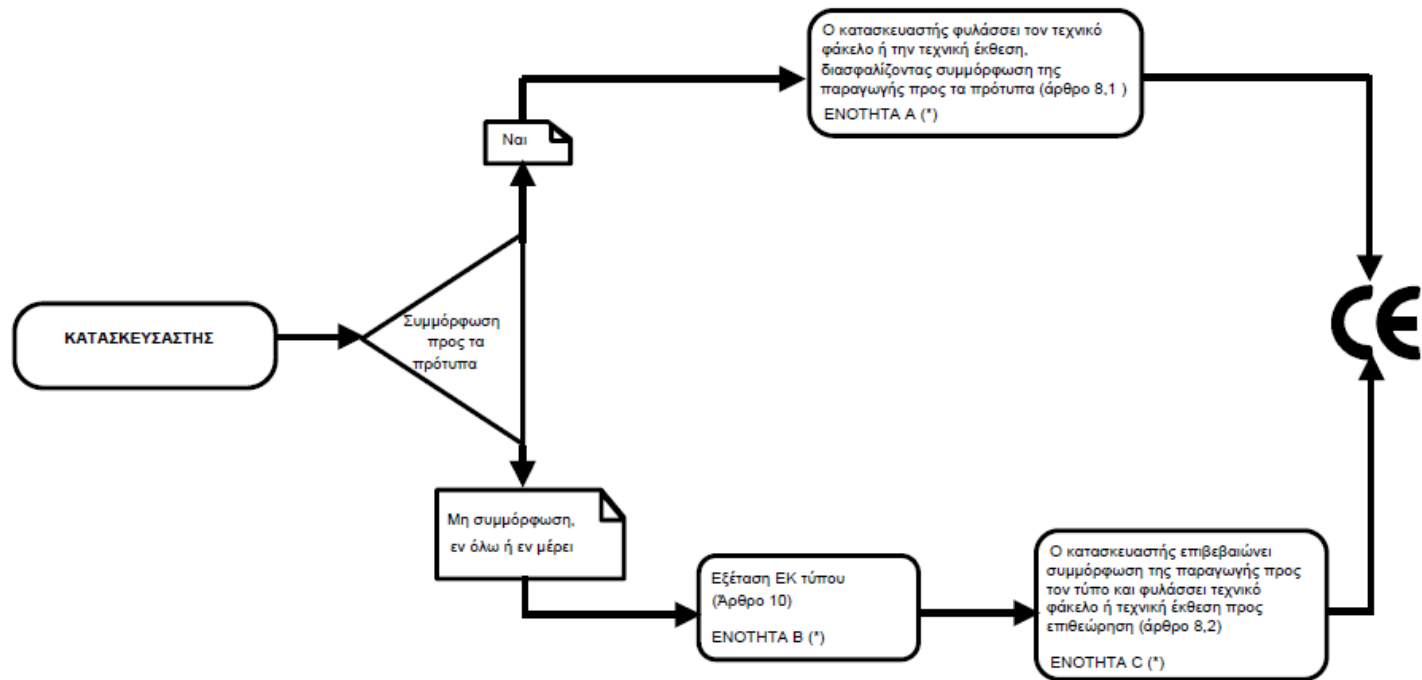 Ο κατασκευαστής φυλάσσει τον τεχνικό
φάκελο ή την τεχνική έκθεση,
διασφαλίζοντας συμμόρφωση της
παραγωγής προς τα πρότυπα (άρθρο 8,1 )
ΕΝΟΤΗΤΑ Α (*)
Ναι
ΚΑΤΑΣΚΕΥΣΑΣΤΗΣ
Συμμόρφωση
προς τα
πρότυπα
CE
Μη συμμόρφωση,
εν όλω ή εν μέρει
Εξέταση ΕΚ τύπου
(Άρθρο 10)
ΕΝΟΤΗΤΑ Β (*)
Ο κατασκευαστής επιβεβαιώνει
συμμόρφωση της παραγωγής προς
τον τύπο και φυλάσσει τεχνικό
φάκελο ή τεχνική έκθεση προς
επιθεώρηση (άρθρο 8,2)
ΕΝΟΤΗΤΑ C (*)